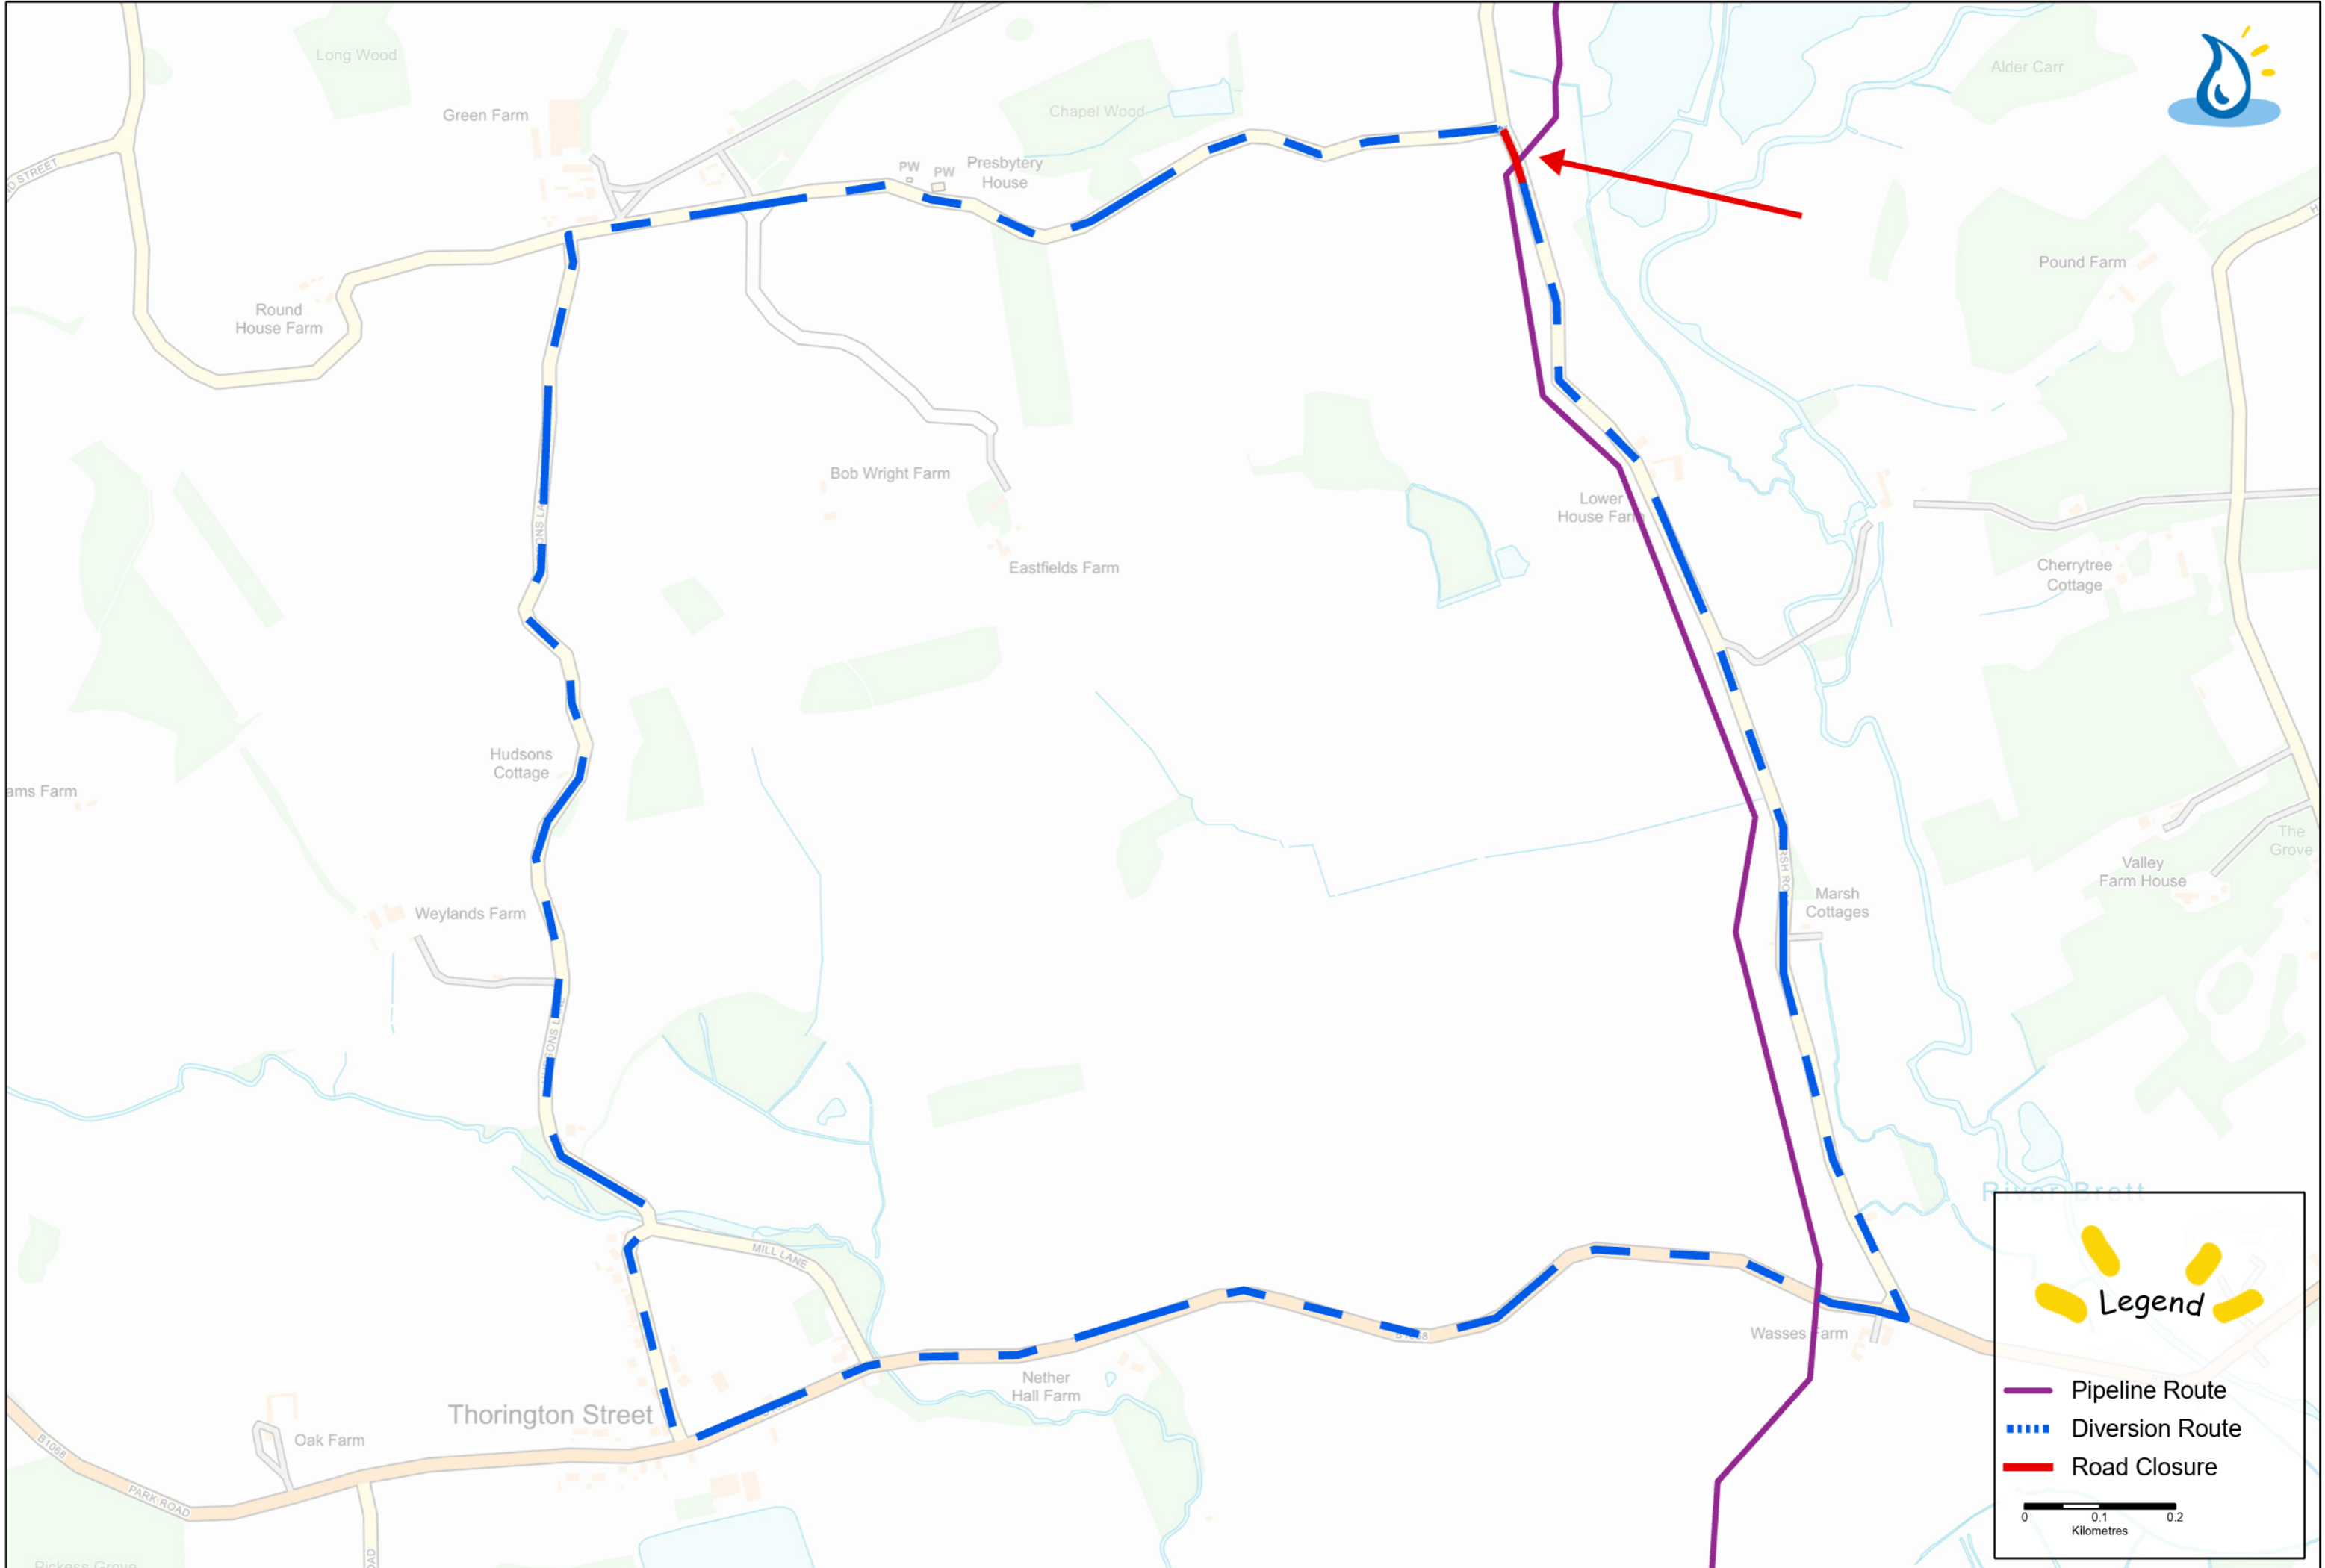 Long Wood
Green Farm
Chapel Wood
Alder Carr
PW
PW
Presbytery
House
Pound Farm
Round
House Farm
Bob Wright Farm
Lower
House Farm
Eastfields Farm
Cherrytree
Cottage
Hudsons
Cottage
ams Farm
The
Grove
Valley
Farm House
Marsh
Cottages
Weylands Farm
River Brett
MILL LANE
Legend
Wasses Farm
Nether
Hall Farm
Thorington Street
Oak Farm
B1068
PARK ROAD
Pipeline Route
Diversion Route
Road Closure
0 0.1 0.2
Kilometres